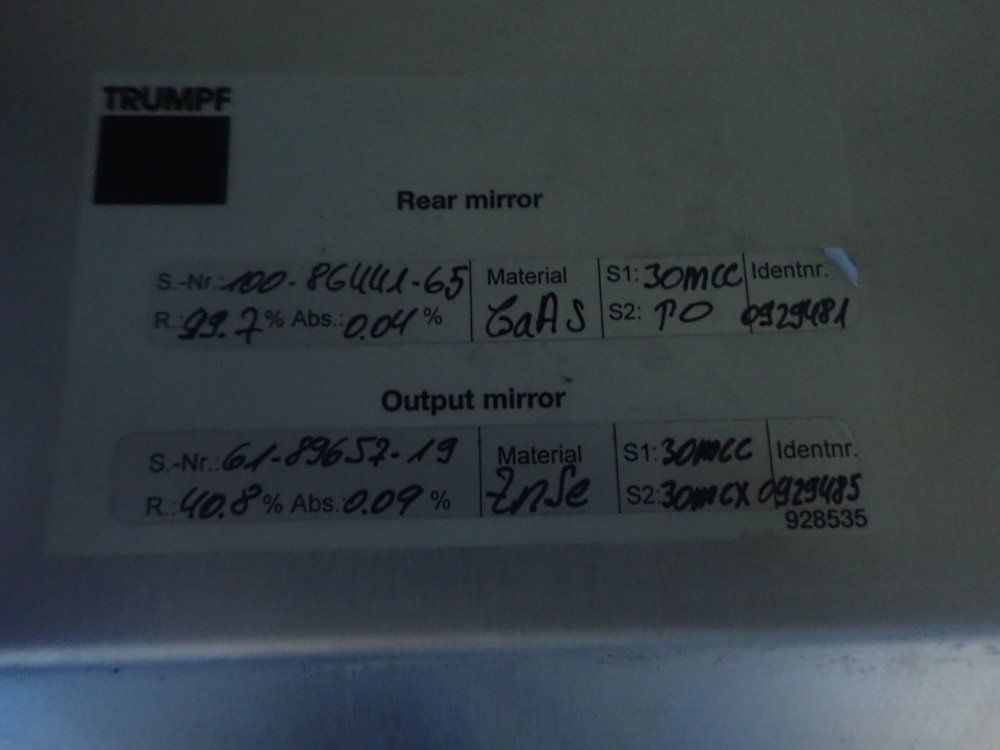 TRUMPF
Rear mirror
S.-Nr.: 100-86441-65 Material S1: 30mcc Identnr.
R.: 99.7 % Abs.: 0.04 % GaAs S2: PO 0929481
Output mirror
S.-Nr.: 61-89657-19 Material S1: 30mcc Identnr.
R.: 40.8 % Abs.: 0.09 % ZnSe S2: 30mcx 0929485
928535